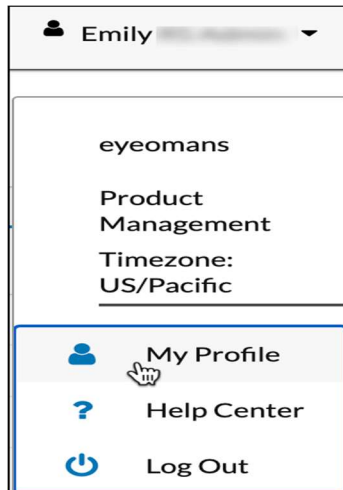 Emily
eyeomans
Product
Management
Timezone:
US/Pacific
My Profile
? Help Center
Log Out